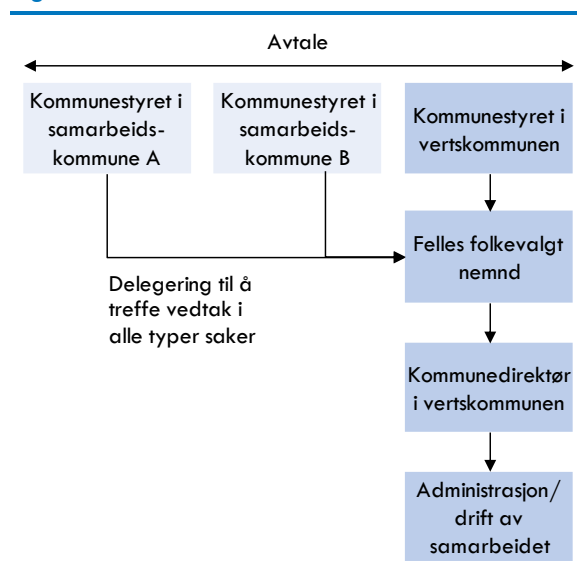 Avtale
Kommunestyret i
samarbeids-
kommune A
Kommunestyret i
samarbeids-
kommune B
Kommunestyret i
vertskommunen
Felles folkevalgt
nemnd
Delegering til å
treffe vedtak i
alle typer saker
Kommunedirektør
i vertskommunen
Administrasjon/
drift av
samarbeidet